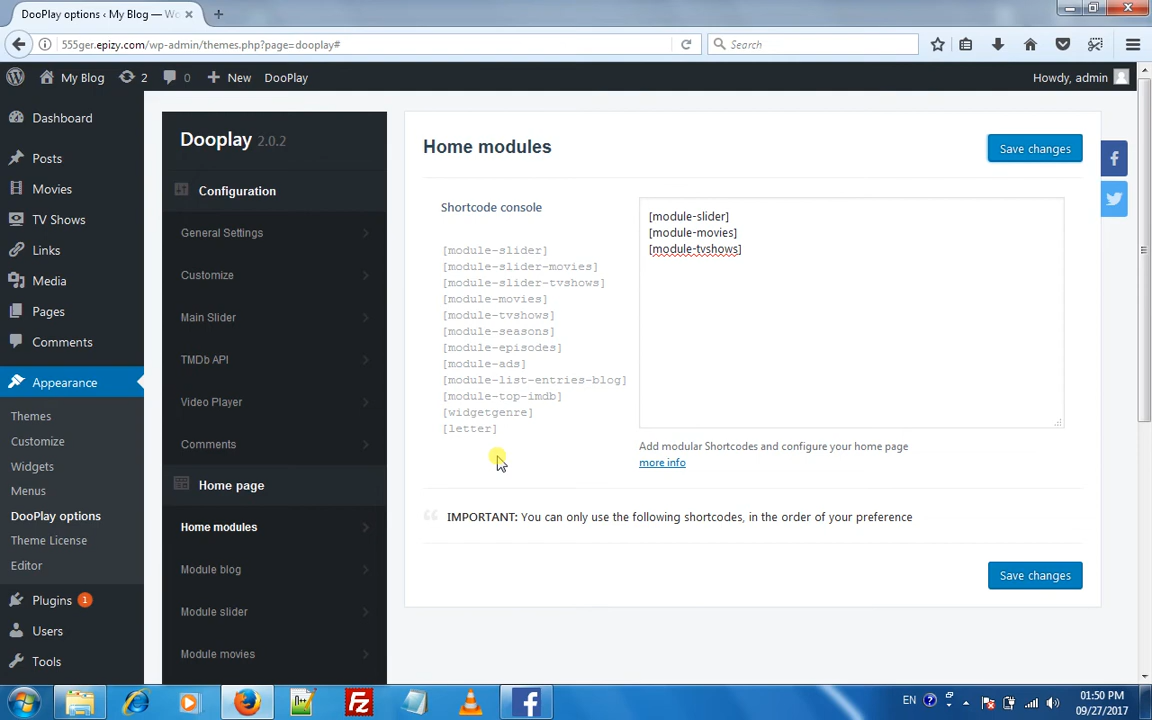 DooPlay options ‹ My Blog — Wo
555ger.epizy.com/wp-admin/themes.php?page=dooplay#
Search
My Blog
2
0
New
DooPlay
Howdy, admin
Dashboard
Posts
Movies
TV Shows
Links
Media
Pages
Comments
Appearance
Themes
Customize
Widgets
Menus
DooPlay options
Theme License
Editor
Plugins 1
Users
Tools
Dooplay 2.0.2
Configuration
General Settings
Customize
Main Slider
TMDb API
Video Player
Comments
Home page
Home modules
Module blog
Module slider
Module movies
Home modules
Save changes
Shortcode console
[module-slider]
[module-slider-movies]
[module-slider-tvshows]
[module-movies]
[module-tvshows]
[module-seasons]
[module-episodes]
[module-ads]
[module-list-entries-blog]
[module-top-imdb]
[widgetgenre]
[letter]
[module-slider]
[module-movies]
[module-tvshows]
Add modular Shortcodes and configure your home page
more info
IMPORTANT: You can only use the following shortcodes, in the order of your preference
Save changes
EN
01:50 PM
09/27/2017